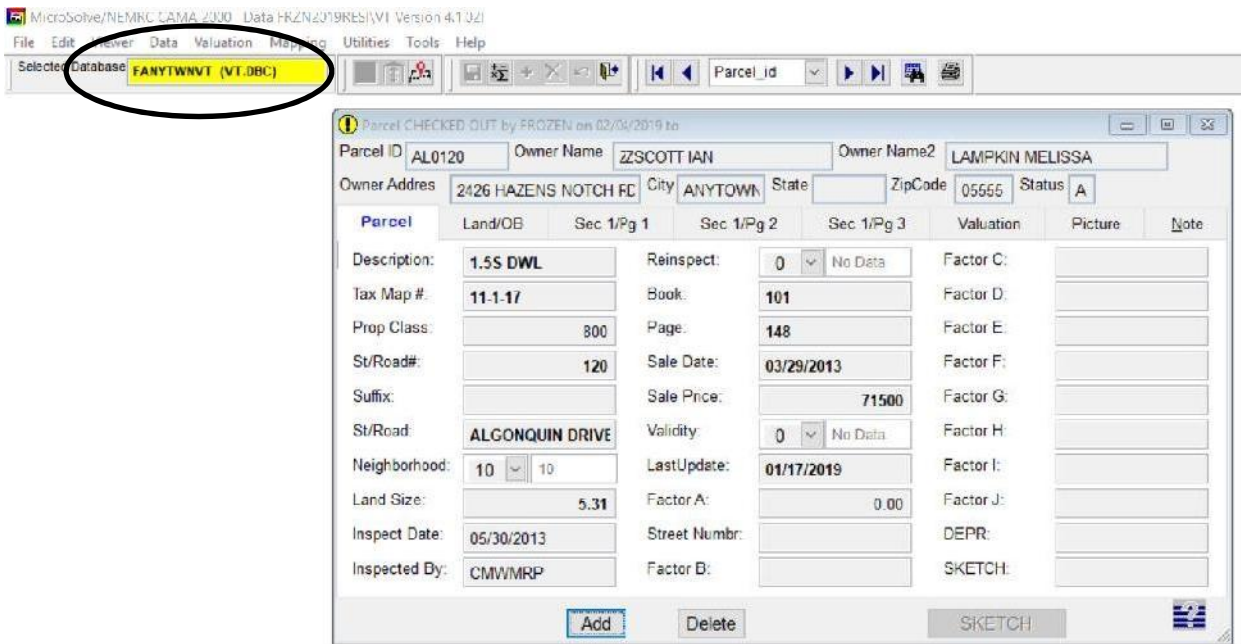 MicroSolve/NEMRC CAMA 2000 Data FRZN2019RESI\VT Version 4.1.02I
File Edit Viewer Data Valuation Mapping Utilities Tools Help
Selected Database FANYTWNVT (VT.DBC) Parcel_id
Parcel CHECKED OUT by FROZEN on 02/04/2019 to
Parcel ID AL0120 Owner Name ZZSCOTT IAN Owner Name2 LAMPKIN MELISSA
Owner Addres 2426 HAZENS NOTCH RD City ANYTOWN State ZipCode 05555 Status A
Parcel Land/OB Sec 1/Pg 1 Sec 1/Pg 2 Sec 1/Pg 3 Valuation Picture Note
Description: 1.5S DWL Reinspect: 0 No Data Factor C:
Tax Map #: 11-1-17 Book: 101 Factor D:
Prop Class: 800 Page: 148 Factor E:
St/Road#: 120 Sale Date: 03/29/2013 Factor F:
Suffix: Sale Price: 71500 Factor G:
St/Road: ALGONQUIN DRIVE Validity: 0 No Data Factor H:
Neighborhood: 10 10 LastUpdate: 01/17/2019 Factor I:
Land Size: 5.31 Factor A: 0.00 Factor J:
Inspect Date: 05/30/2013 Street Numbr: DEPR:
Inspected By: CMWMRP Factor B: SKETCH:
Add Delete SKETCH